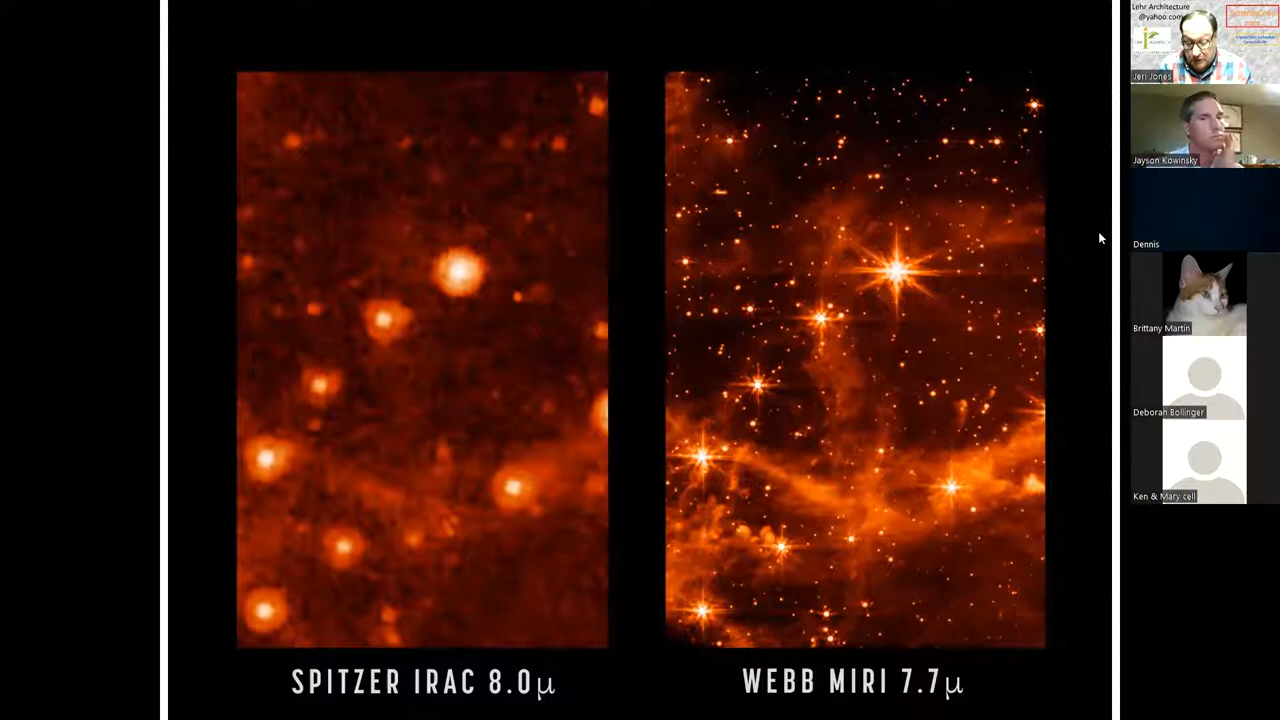 SPITZER IRAC 8.0μ
WEBB MIRI 7.7μ
Lehr Architecture
@yahoo.com
Jeri Jones
Jayson Kowinsky
Dennis
Brittany Martin
Deborah Bollinger
Ken & Mary cell